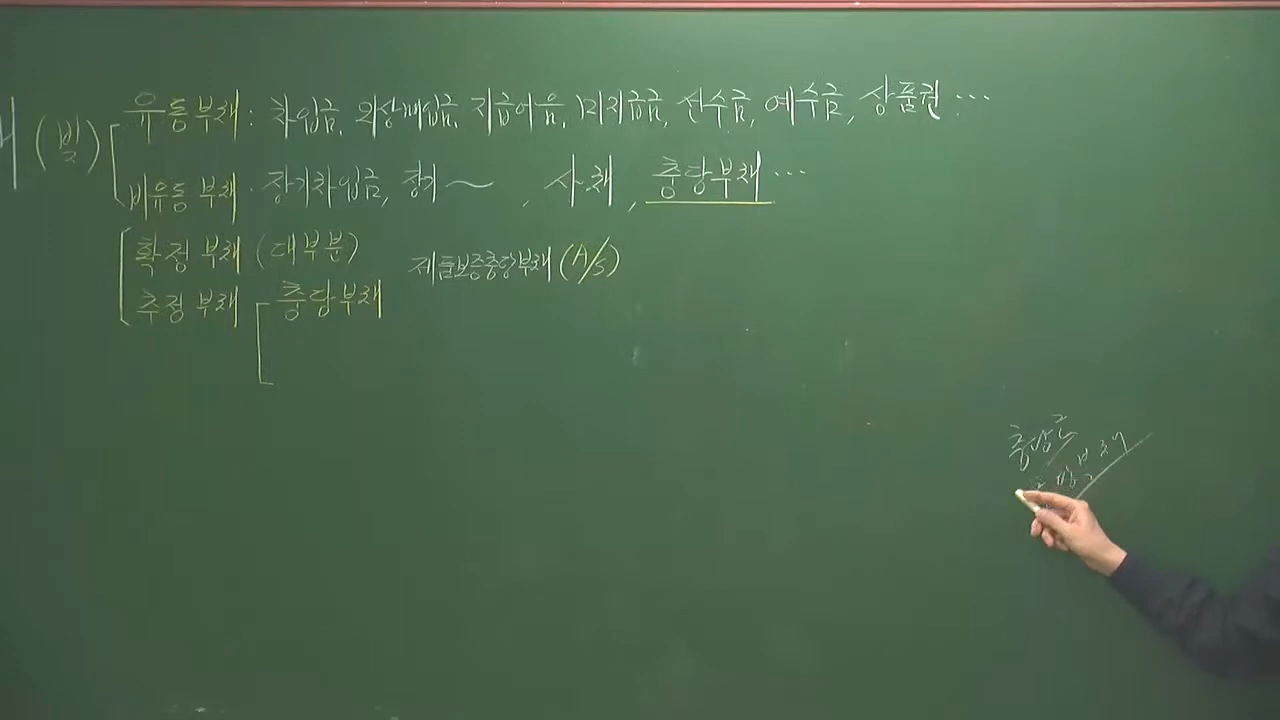 (빚) 유동부채 : 차입금, 외상매입금, 지급어음, 미지급금, 선수금, 예수금, 상품권 ···
비유동부채 · 장기차입금, 장기 ~ , 사채, 충당부채 ···
확정부채 (대부분)
제품보증충당부채 (A/S)
추정부채 충당부채
충당금
부채